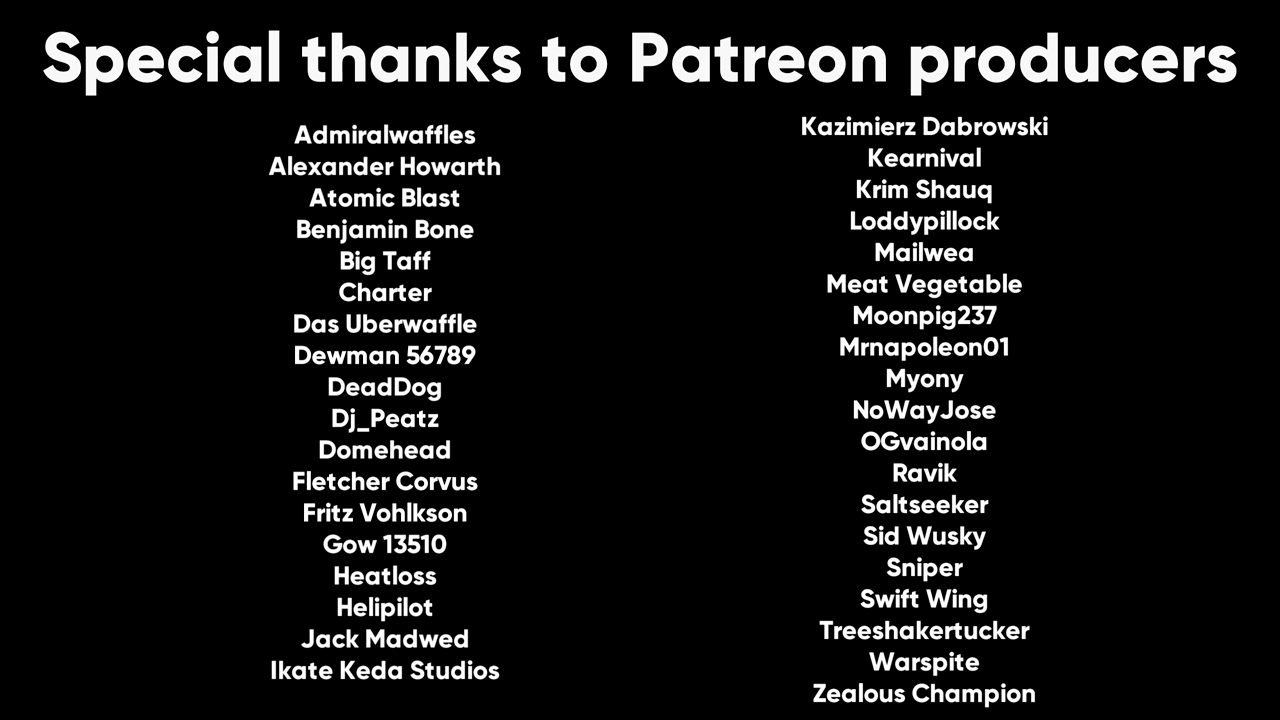 Special thanks to Patreon producers
Admiralwaffles
Alexander Howarth
Atomic Blast
Benjamin Bone
Big Taff
Charter
Das Uberwaffle
Dewman 56789
DeadDog
Dj_Peatz
Domehead
Fletcher Corvus
Fritz Vohlkson
Gow 13510
Heatloss
Helipilot
Jack Madwed
Ikate Keda Studios
Kazimierz Dabrowski
Kearnival
Krim Shauq
Loddypillock
Mailwea
Meat Vegetable
Moonpig237
Mrnapoleon01
Myony
NoWayJose
OGvainola
Ravik
Saltseeker
Sid Wusky
Sniper
Swift Wing
Treeshakertucker
Warspite
Zealous Champion